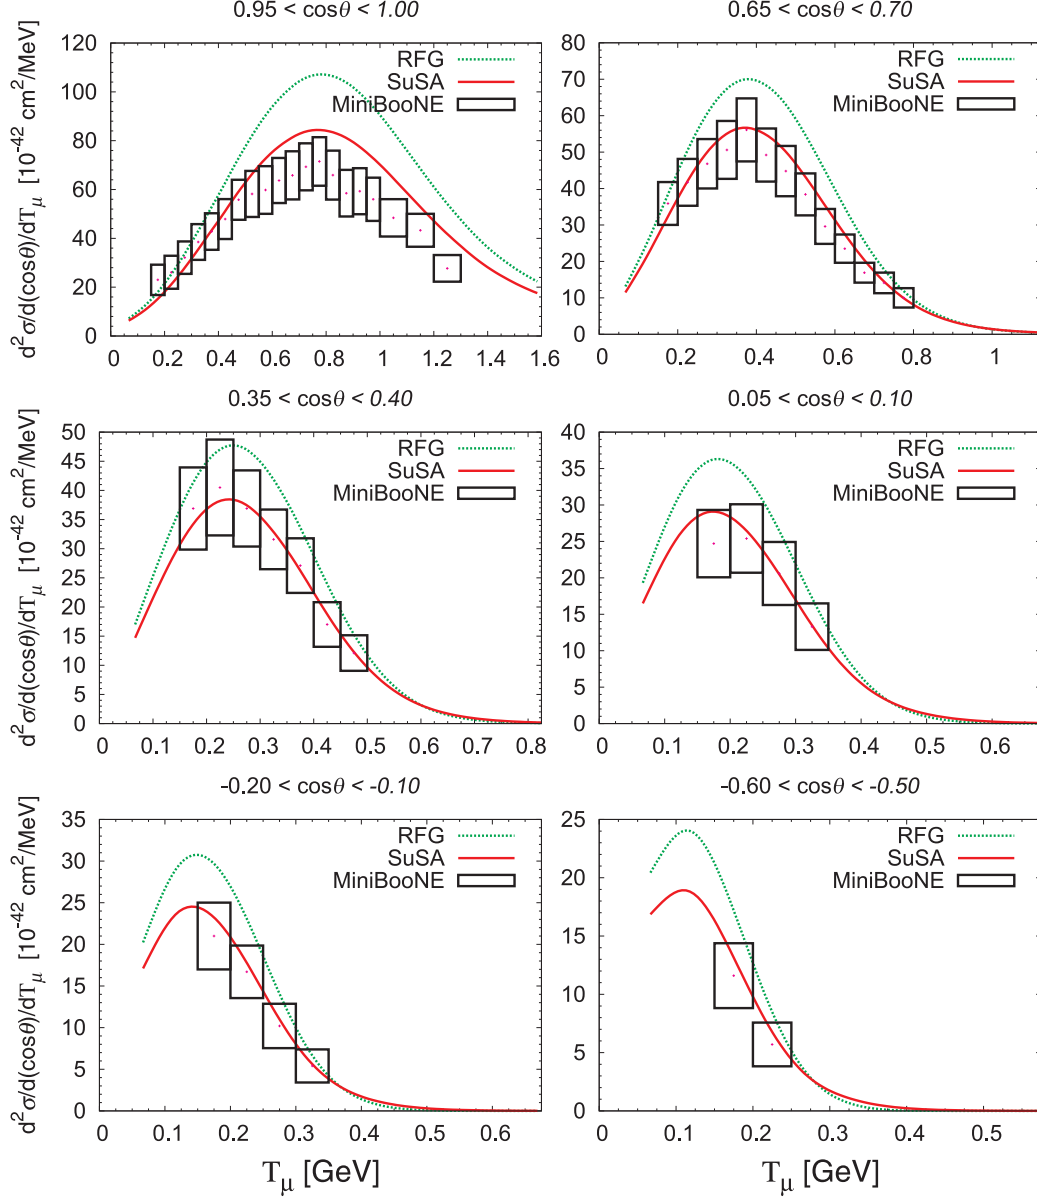 0.95 < cosθ < 1.00
d²σ/d(cosθ)/dT_μ [10⁻⁴² cm²/MeV]
120
100
80
60
40
20
0
RFG
SuSA
MiniBooNE
0 0.2 0.4 0.6 0.8 1 1.2 1.4 1.6
0.65 < cosθ < 0.70
80
70
60
50
40
30
20
10
0
RFG
SuSA
MiniBooNE
0 0.2 0.4 0.6 0.8 1
0.35 < cosθ < 0.40
d²σ/d(cosθ)/dT_μ [10⁻⁴² cm²/MeV]
50
45
40
35
30
25
20
15
10
5
0
RFG
SuSA
MiniBooNE
0 0.1 0.2 0.3 0.4 0.5 0.6 0.7 0.8
0.05 < cosθ < 0.10
40
35
30
25
20
15
10
5
0
RFG
SuSA
MiniBooNE
0 0.1 0.2 0.3 0.4 0.5 0.6
-0.20 < cosθ < -0.10
d²σ/d(cosθ)/dT_μ [10⁻⁴² cm²/MeV]
35
30
25
20
15
10
5
0
RFG
SuSA
MiniBooNE
0 0.1 0.2 0.3 0.4 0.5 0.6
T_μ [GeV]
-0.60 < cosθ < -0.50
25
20
15
10
5
0
RFG
SuSA
MiniBooNE
0 0.1 0.2 0.3 0.4 0.5
T_μ [GeV]